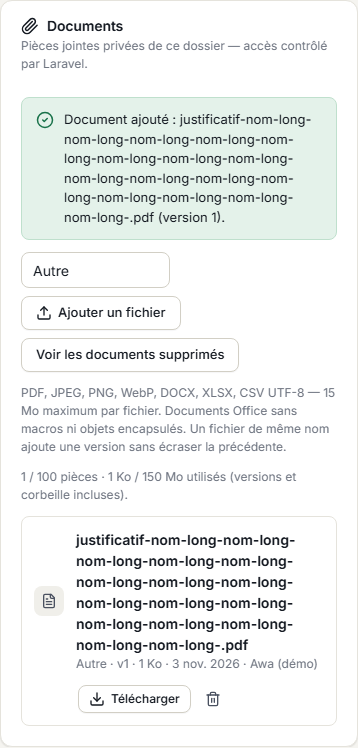 Documents
Pièces jointes privées de ce dossier — accès contrôlé
par Laravel.
Document ajouté : justificatif-nom-long-
nom-long-nom-long-nom-long-nom-
long-nom-long-nom-long-nom-long-
nom-long-nom-long-nom-long-nom-
long-nom-long-nom-long-nom-long-
nom-long-.pdf (version 1).
Autre
Ajouter un fichier
Voir les documents supprimés
PDF, JPEG, PNG, WebP, DOCX, XLSX, CSV UTF-8 — 15
Mo maximum par fichier. Documents Office sans
macros ni objets encapsulés. Un fichier de même nom
ajoute une version sans écraser la précédente.
1 / 100 pièces · 1 Ko / 150 Mo utilisés (versions et
corbeille incluses).
justificatif-nom-long-nom-long-
nom-long-nom-long-nom-long-
nom-long-nom-long-nom-long-
nom-long-nom-long-nom-long-
nom-long-nom-long-nom-long-
nom-long-nom-long-.pdf
Autre · v1 · 1 Ko · 3 nov. 2026 · Awa (démo)
Télécharger